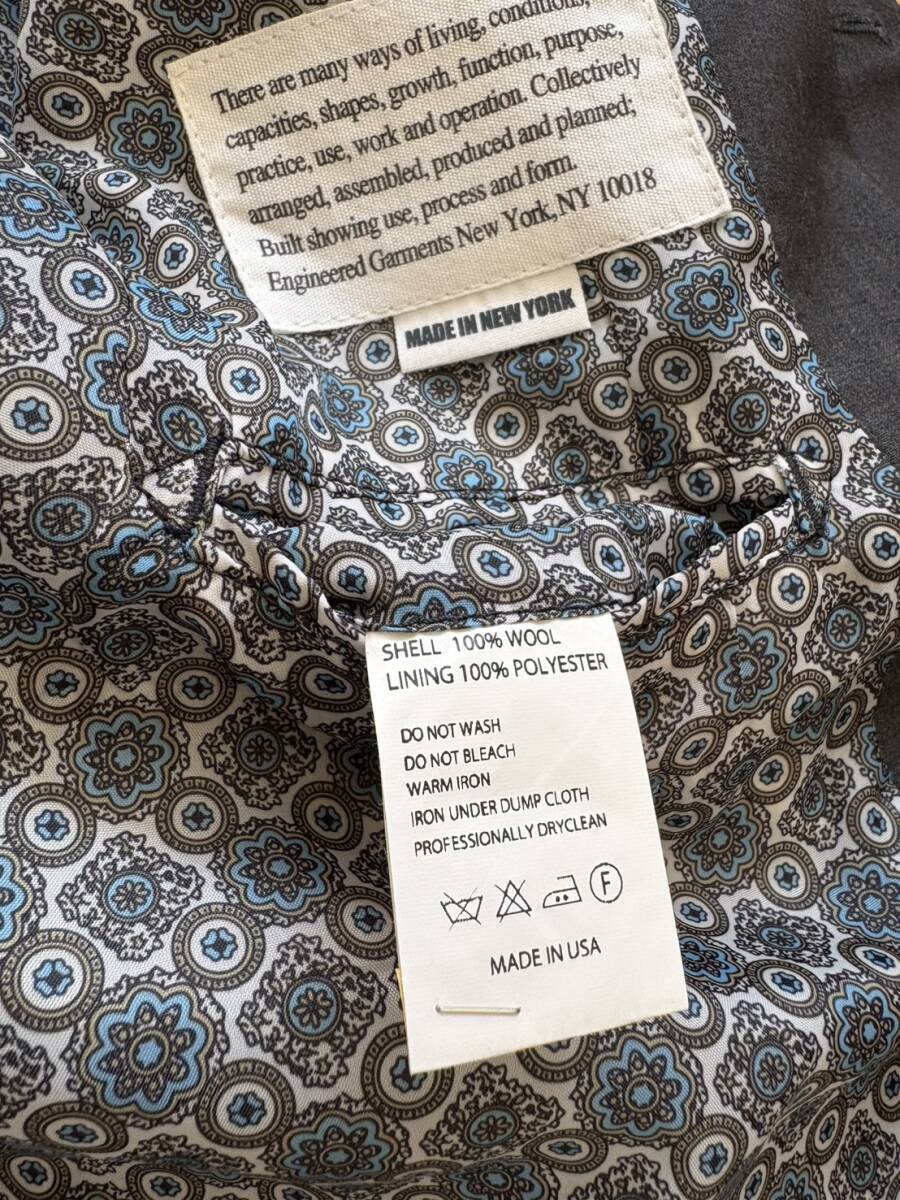 There are many ways of living, conditions,
capacities, shapes, growth, function, purpose,
practice, use, work and operation. Collectively
arranged, assembled, produced and planned;
Built showing use, process and form.
Engineered Garments New York, NY 10018
MADE IN NEW YORK
SHELL 100% WOOL
LINING 100% POLYESTER
DO NOT WASH
DO NOT BLEACH
WARM IRON
IRON UNDER DUMP CLOTH
PROFESSIONALLY DRYCLEAN
F
MADE IN USA